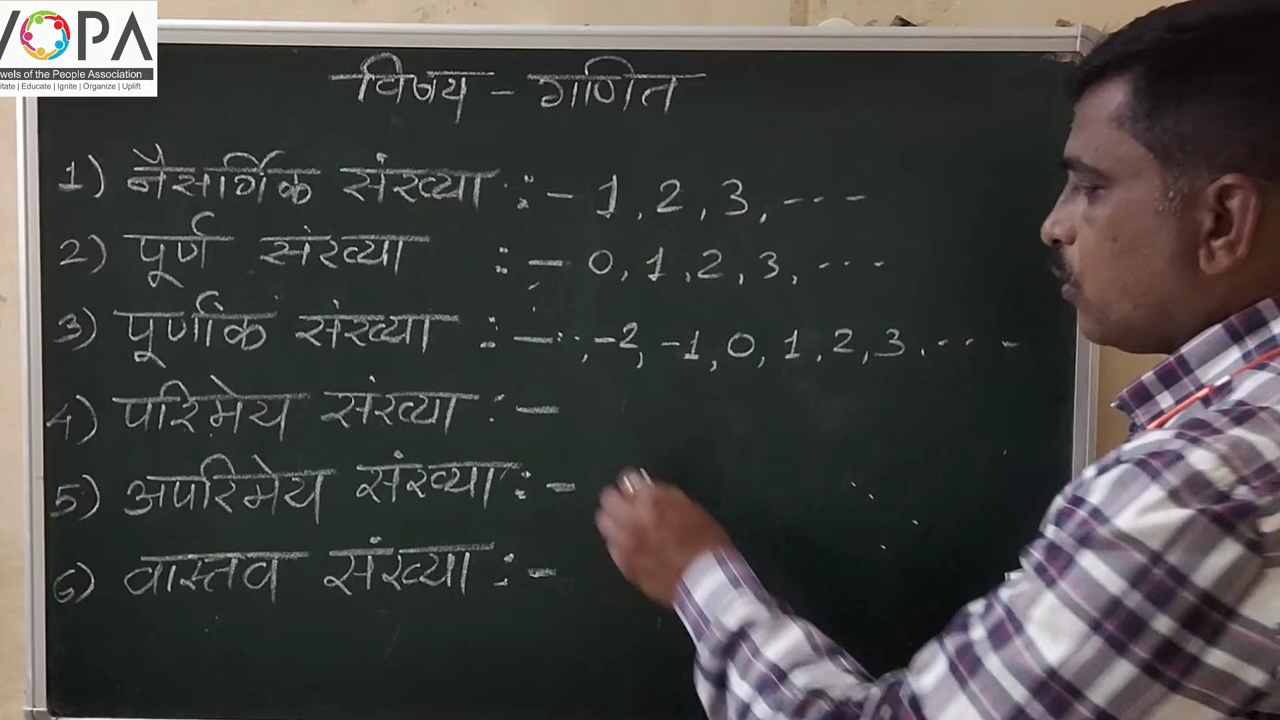 VOPA
wels of the People Association
itate | Educate | Ignite | Organize | Uplift
विजय - गणित
1) नैसर्गिक संख्या :- 1, 2, 3, ---
2) पूर्ण संख्या :- 0, 1, 2, 3, ---
3) पूर्णांक संख्या :- --, -2, -1, 0, 1, 2, 3, ---
4) परिमेय संख्या :-
5) अपरिमेय संख्या :-
6) वास्तव संख्या :-